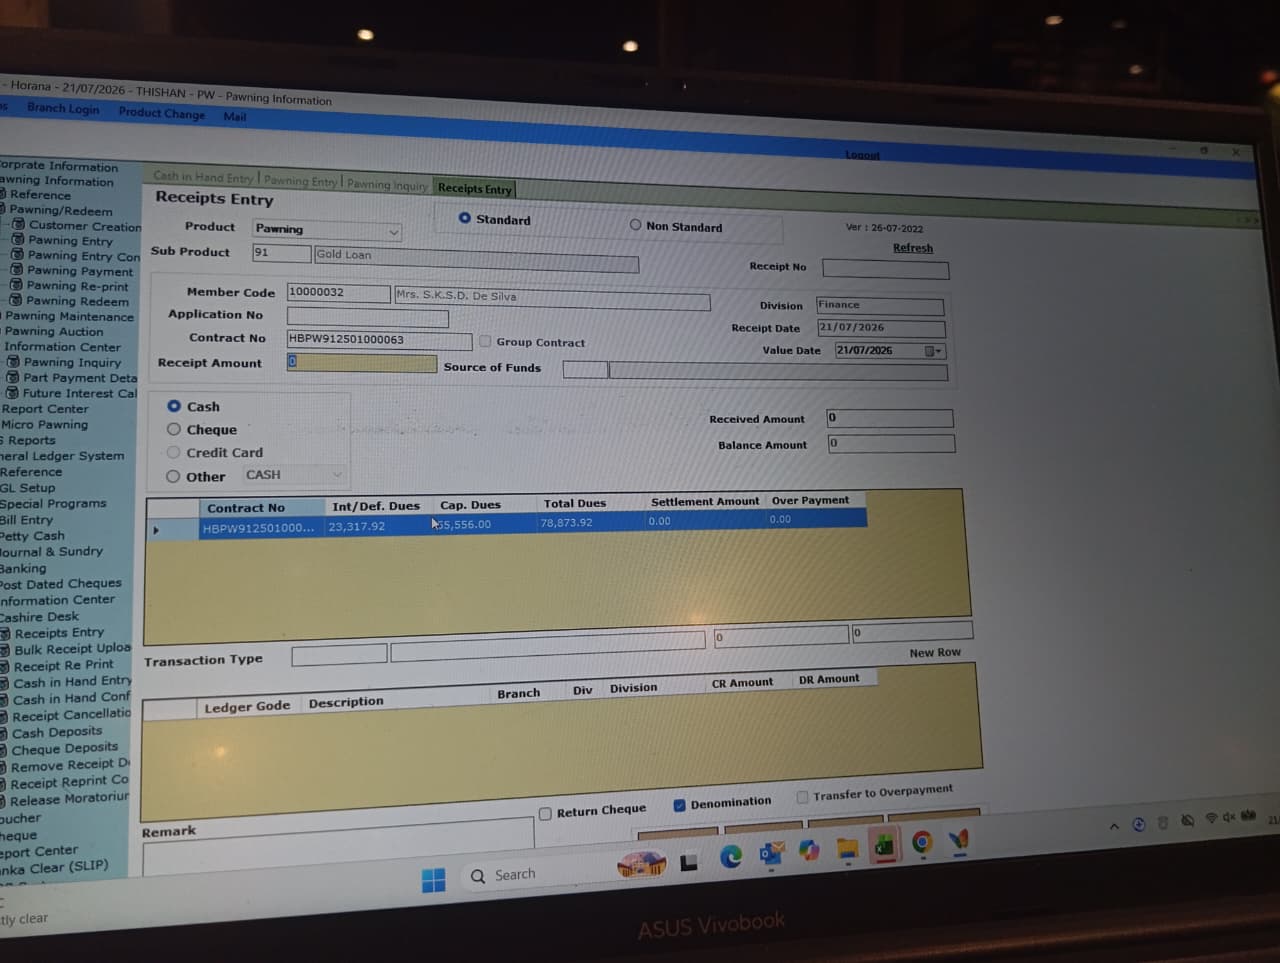 - Horana - 21/07/2026 - THISHAN - PW - Pawning Information
Branch Login Product Change Mail
Logout
Corprate Information
Pawning Information
Reference
Pawning/Redeem
Customer Creation
Pawning Entry
Pawning Entry Con
Pawning Payment
Pawning Re-print
Pawning Redeem
Pawning Maintenance
Pawning Auction
Information Center
Pawning Inquiry
Part Payment Deta
Future Interest Cal
Report Center
Micro Pawning
Reports
neral Ledger System
Reference
GL Setup
Special Programs
Bill Entry
Petty Cash
Journal & Sundry
Banking
Post Dated Cheques
Information Center
Cashire Desk
Receipts Entry
Bulk Receipt Uploa
Receipt Re Print
Cash in Hand Entry
Cash in Hand Conf
Receipt Cancellatio
Cash Deposits
Cheque Deposits
Remove Receipt D
Receipt Reprint Co
Release Moratoriur
oucher
heque
eport Center
nka Clear (SLIP)
Cash in Hand Entry Pawning Entry Pawning Inquiry Receipts Entry
Receipts Entry
Product Pawning Standard Non Standard Ver : 26-07-2022
Refresh
Sub Product 91 Gold Loan Receipt No
Member Code 10000032 Mrs. S.K.S.D. De Silva Division Finance
Application No Receipt Date 21/07/2026
Contract No HBPW912501000063 Group Contract Value Date 21/07/2026
Receipt Amount 0 Source of Funds
Cash Received Amount 0
Cheque Balance Amount 0
Credit Card
Other CASH
Contract No Int/Def. Dues Cap. Dues Total Dues Settlement Amount Over Payment
HBPW912501000... 23,317.92 55,556.00 78,873.92 0.00 0.00
Transaction Type 0 0
New Row
Ledger Gode Description Branch Div Division CR Amount DR Amount
Return Cheque Denomination Transfer to Overpayment
Remark
tly clear
Search
ASUS Vivobook